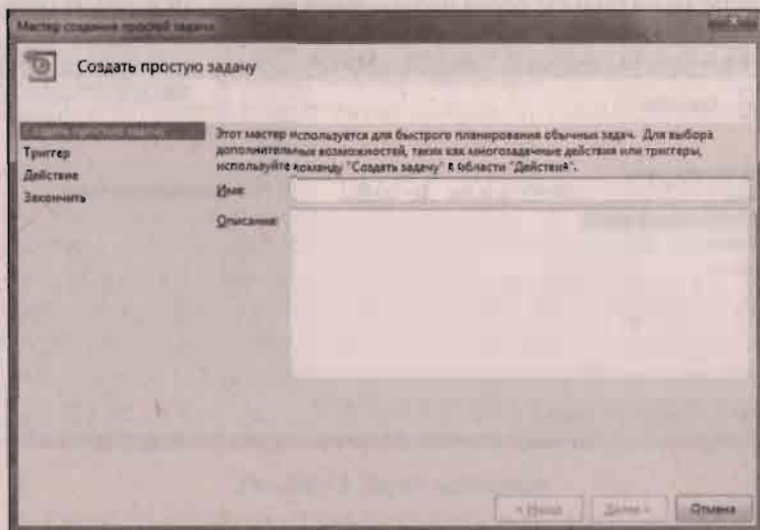 Мастер создания простой задачи
Создать простую задачу
Создать простую задачу
Триггер
Действие
Закончить
Этот мастер используется для быстрого планирования обычных задач. Для выбора
дополнительных возможностей, таких как многозадачные действия или триггеры,
используйте команду "Создать задачу" в области "Действия".
Имя:
Описание:
< Назад
Далее >
Отмена